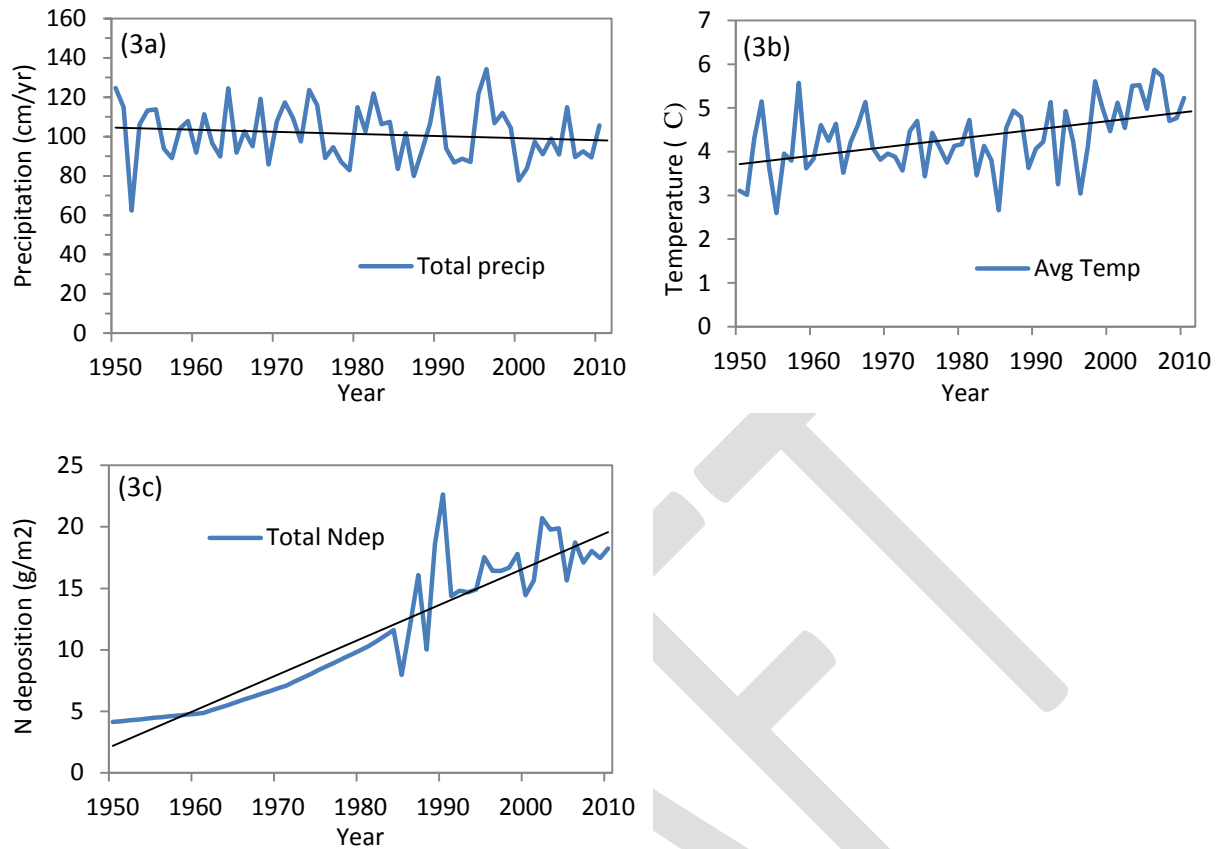 (3a)
Precipitation (cm/yr)
160
140
120
100
80
60
40
20
0
Total precip
1950 1960 1970 1980 1990 2000 2010
Year
(3b)
Temperature ( C)
7
6
5
4
3
2
1
0
Avg Temp
1950 1960 1970 1980 1990 2000 2010
Year
(3c)
N deposition (g/m2)
25
20
15
10
5
0
Total Ndep
1950 1960 1970 1980 1990 2000 2010
Year